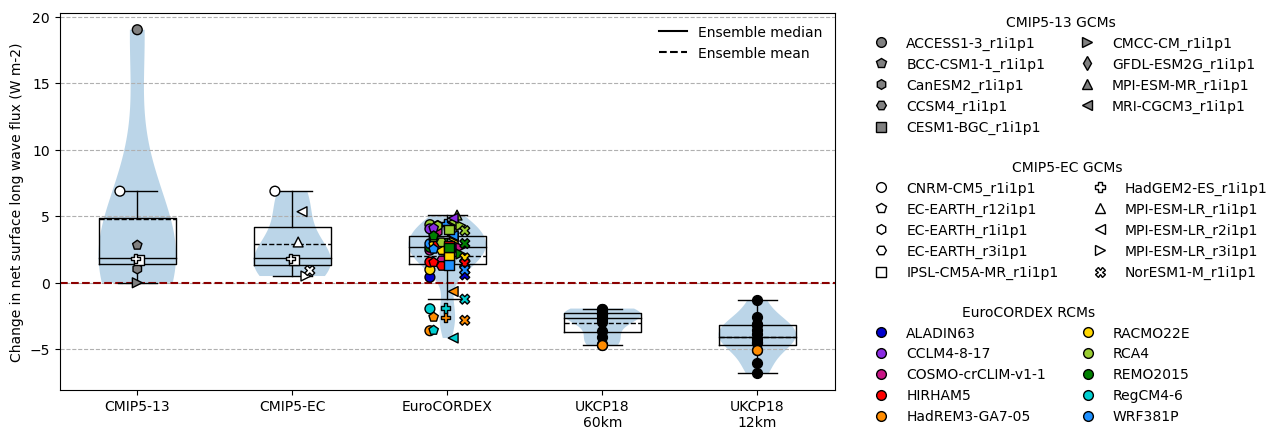 Change in net surface long wave flux (W m-2)
20
15
10
5
0
−5
Ensemble median
Ensemble mean
CMIP5-13
CMIP5-EC
EuroCORDEX
UKCP18
60km
UKCP18
12km
CMIP5-13 GCMs
ACCESS1-3_r1i1p1
BCC-CSM1-1_r1i1p1
CanESM2_r1i1p1
CCSM4_r1i1p1
CESM1-BGC_r1i1p1
CMCC-CM_r1i1p1
GFDL-ESM2G_r1i1p1
MPI-ESM-MR_r1i1p1
MRI-CGCM3_r1i1p1
CMIP5-EC GCMs
CNRM-CM5_r1i1p1
EC-EARTH_r12i1p1
EC-EARTH_r1i1p1
EC-EARTH_r3i1p1
IPSL-CM5A-MR_r1i1p1
HadGEM2-ES_r1i1p1
MPI-ESM-LR_r1i1p1
MPI-ESM-LR_r2i1p1
MPI-ESM-LR_r3i1p1
NorESM1-M_r1i1p1
EuroCORDEX RCMs
ALADIN63
CCLM4-8-17
COSMO-crCLIM-v1-1
HIRHAM5
HadREM3-GA7-05
RACMO22E
RCA4
REMO2015
RegCM4-6
WRF381P